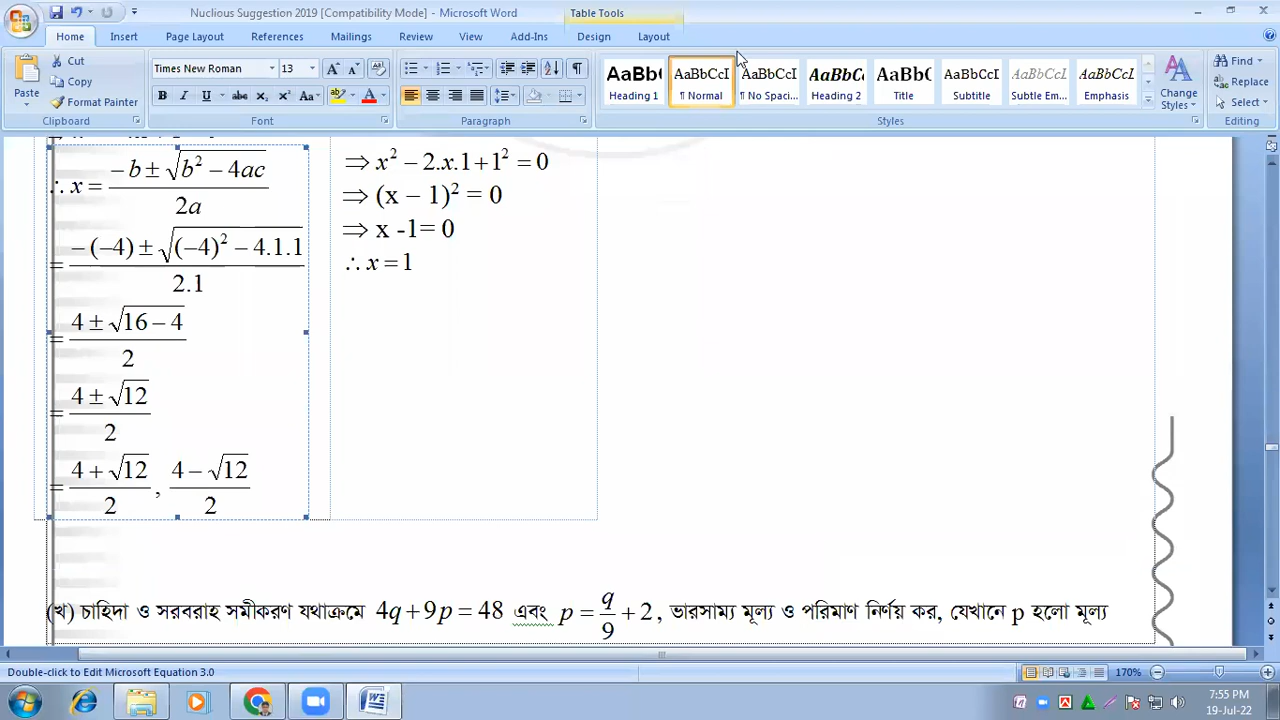 Nuclious Suggestion 2019 [Compatibility Mode] - Microsoft Word
Table Tools
Home Insert Page Layout References Mailings Review View Add-Ins Design Layout
Paste
Cut
Copy
Format Painter
Clipboard
Times New Roman 13
Font
Paragraph
AaBb( AaBbCcI AaBbCcI AaBbC AaBbC AaBbCcI AaBbCcL AaBbCcL
Heading 1 ¶ Normal ¶ No Spaci... Heading 2 Title Subtitle Subtle Em... Emphasis
Change Styles
Styles
Find
Replace
Select
Editing
∴ x = (-b ± √(b² - 4ac)) / 2a
= (-(-4) ± √((-4)² - 4.1.1)) / 2.1
= (4 ± √(16 - 4)) / 2
= (4 ± √12) / 2
= (4 + √12) / 2 , (4 - √12) / 2
⇒ x² - 2.x.1 + 1² = 0
⇒ (x – 1)² = 0
⇒ x -1= 0
∴ x = 1
(খ) চাহিদা ও সরবরাহ সমীকরণ যথাক্রমে 4q + 9p = 48 এবং p = q/9 + 2, ভারসাম্য মূল্য ও পরিমাণ নির্ণয় কর, যেখানে p হলো মূল্য
Double-click to Edit Microsoft Equation 3.0
170%
7:55 PM
19-Jul-22